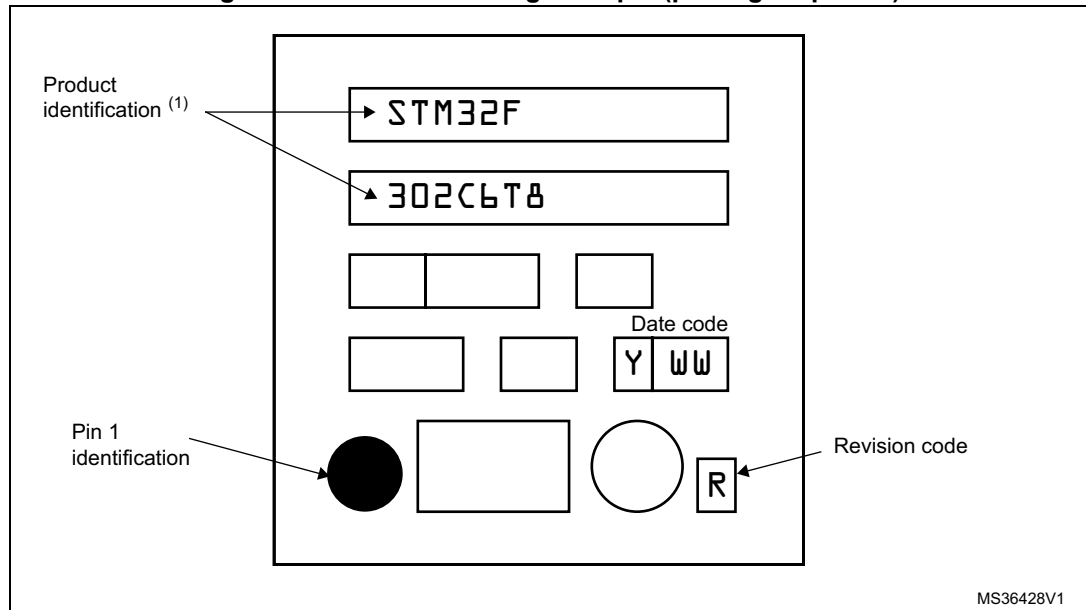 Product
identification (1)
STM32F
302C6T8
Date code
Y WW
Pin 1
identification
Revision code
R
MS36428V1